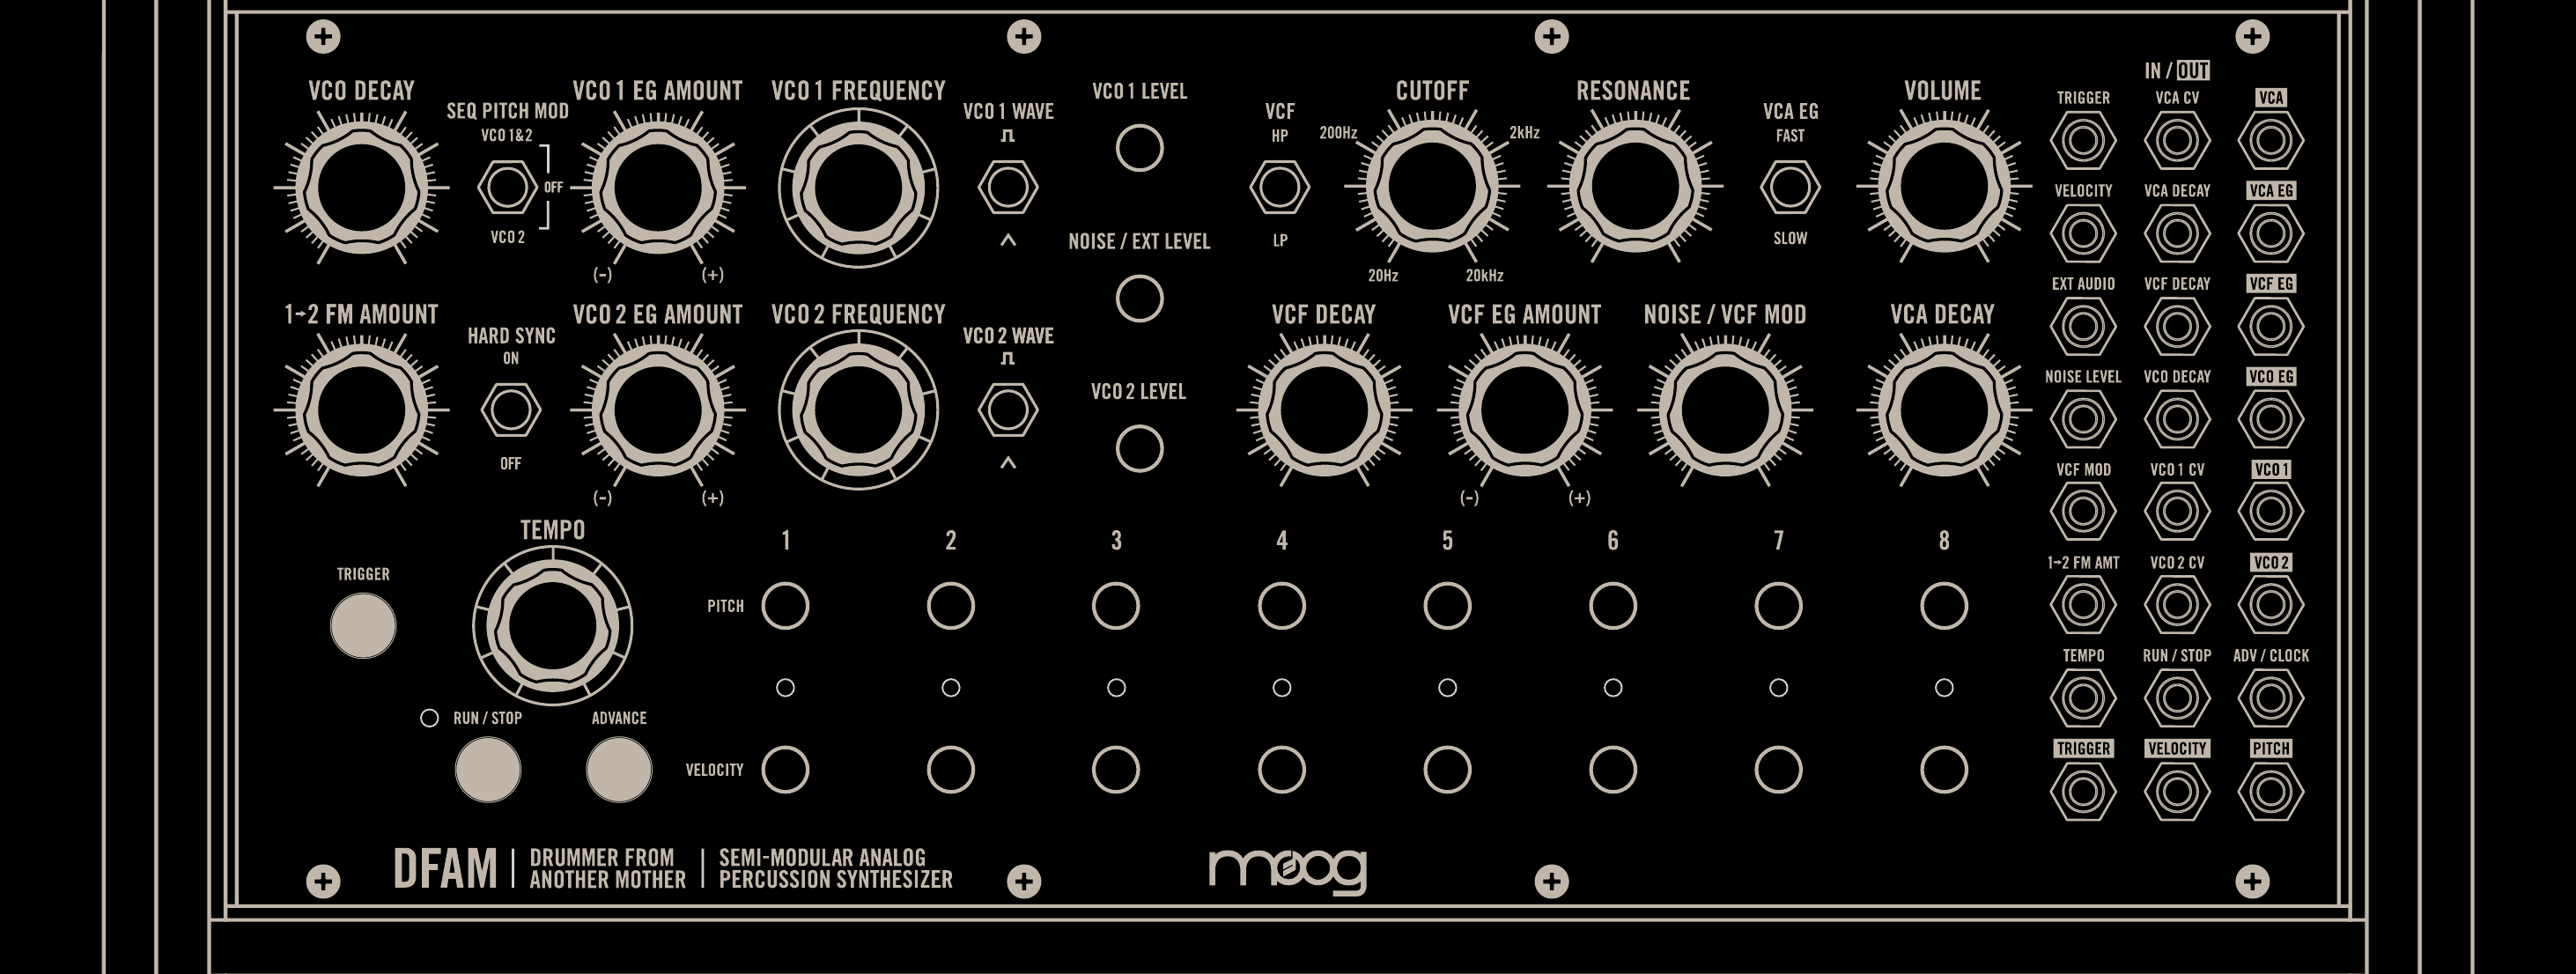 IN / OUT
VCO DECAY
SEQ PITCH MOD
VCO 1&2
OFF
VCO 2
VCO 1 EG AMOUNT
(-)
(+)
VCO 1 FREQUENCY
VCO 1 WAVE
VCO 1 LEVEL
NOISE / EXT LEVEL
VCF
HP
LP
CUTOFF
200Hz
2kHz
20Hz
20kHz
RESONANCE
VCA EG
FAST
SLOW
VOLUME
1→2 FM AMOUNT
HARD SYNC
ON
OFF
VCO 2 EG AMOUNT
(-)
(+)
VCO 2 FREQUENCY
VCO 2 WAVE
VCO 2 LEVEL
VCF DECAY
VCF EG AMOUNT
(-)
(+)
NOISE / VCF MOD
VCA DECAY
TRIGGER
TEMPO
RUN / STOP
ADVANCE
1 2 3 4 5 6 7 8
PITCH
VELOCITY
TRIGGER VCA CV VCA
VELOCITY VCA DECAY VCA EG
EXT AUDIO VCF DECAY VCF EG
NOISE LEVEL VCO DECAY VCO EG
VCF MOD VCO 1 CV VCO 1
1→2 FM AMT VCO 2 CV VCO 2
TEMPO RUN / STOP ADV / CLOCK
TRIGGER VELOCITY PITCH
DFAM
DRUMMER FROM
ANOTHER MOTHER
SEMI-MODULAR ANALOG
PERCUSSION SYNTHESIZER
moog